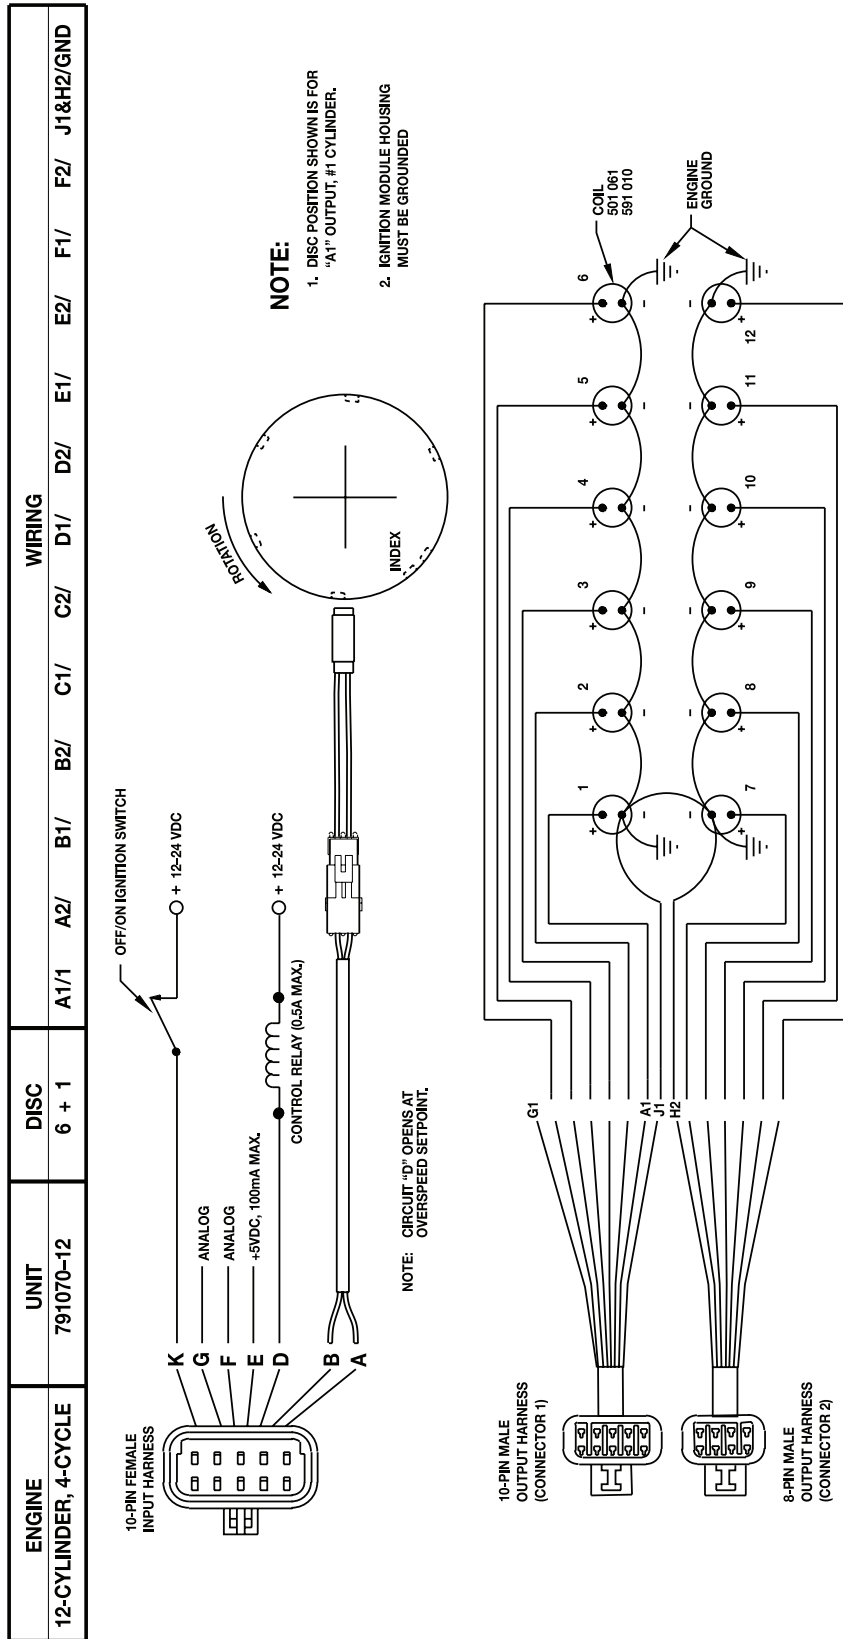 ENGINE UNIT DISC WIRING
12-CYLINDER, 4-CYCLE 791070–12 6 + 1 A1/1 A2/ B1/ B2/ C1/ C2/ D1/ D2/ E1/ E2/ F1/ F2/ J1&H2/GND
10-PIN FEMALE
INPUT HARNESS
K
G
F
E
D
B
A
ANALOG
ANALOG
+5VDC, 100mA MAX.
OFF/ON IGNITION SWITCH
+ 12–24 VDC
+ 12–24 VDC
CONTROL RELAY (0.5A MAX.)
NOTE: CIRCUIT "D" OPENS AT
OVERSPEED SETPOINT.
ROTATION
INDEX
NOTE:
1. DISC POSITION SHOWN IS FOR
"A1" OUTPUT, #1 CYLINDER.
2. IGNITION MODULE HOUSING
MUST BE GROUNDED
10-PIN MALE
OUTPUT HARNESS
(CONNECTOR 1)
8-PIN MALE
OUTPUT HARNESS
(CONNECTOR 2)
G1
A1
J1
H2
1 2 3 4 5 6
+ + + + + +
– – – – – –
– – – – – –
+ + + + + +
7 8 9 10 11 12
COIL
501 061
591 010
ENGINE
GROUND